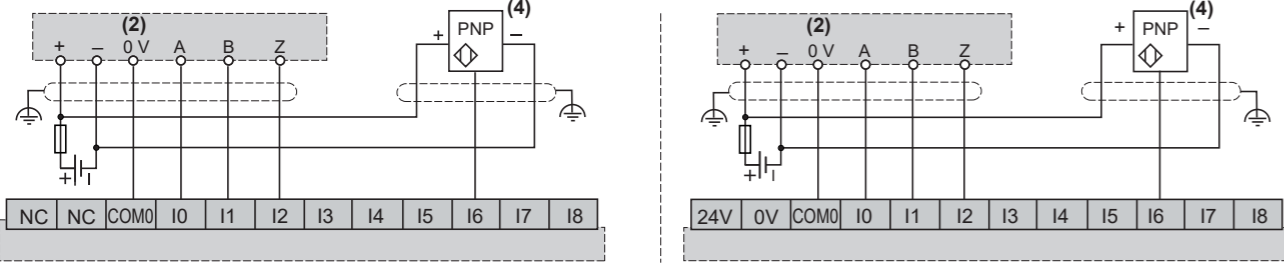 (2) (4)
+ – 0 V A B Z + PNP –
+ –
NC NC COM0 I0 I1 I2 I3 I4 I5 I6 I7 I8
(2) (4)
+ – 0 V A B Z + PNP –
+ –
24V 0V COM0 I0 I1 I2 I3 I4 I5 I6 I7 I8